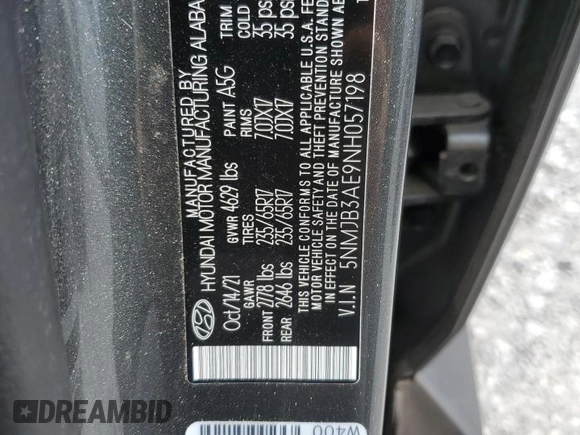 MANUFACTURED BY
HYUNDAI MOTOR MANUFACTURING ALABA
Oct/14/21 GVWR 4629 lbs PAINT A5G TRIM
GAWR TIRES RIMS COLD
FRONT 2778 lbs 235/65R17 7.0JX17 35 psi
REAR 2646 lbs 235/65R17 7.0JX17 35 psi
THIS VEHICLE CONFORMS TO ALL APPLICABLE U.S.A. FE
MOTOR VEHICLE SAFETY, BUMPER, AND THEFT PREVENTION STANDA
IN EFFECT ON THE DATE OF MANUFACTURE SHOWN AB
V.I.N 5NMJB3AE9NH057198
W400
DREAMBID